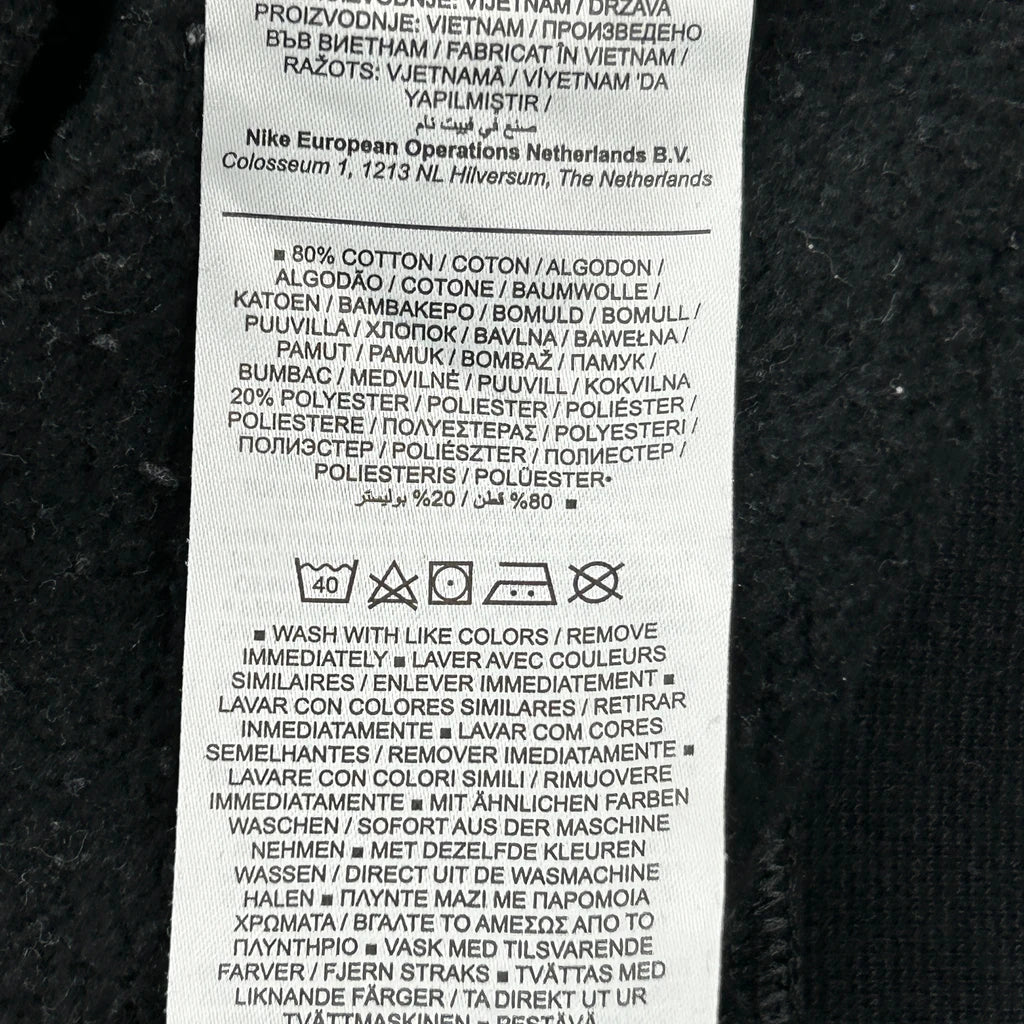 PROIZVODNJE: VIJETNAM / DRŽAVA
PROIZVODNJE: VIETNAM / ПРОИЗВЕДЕНО
ВЪВ ВИЕТНАМ / FABRICAT ÎN VIETNAM /
RAŽOTS: VJETNAMĀ / VİYETNAM 'DA
YAPILMIŞTIR /
صنع في فييت نام
Nike European Operations Netherlands B.V.
Colosseum 1, 1213 NL Hilversum, The Netherlands
■ 80% COTTON / COTON / ALGODON /
ALGODÃO / COTONE / BAUMWOLLE /
KATOEN / ΒΑΜΒΑΚΕΡΟ / BOMULD / BOMULL /
PUUVILLA / ХЛОПОК / BAVLNA / BAWEŁNA /
PAMUT / PAMUK / BOMBAŽ / ПАМУК /
BUMBAC / MEDVILNĖ / PUUVILL / KOKVILNA
20% POLYESTER / POLIESTER / POLIÉSTER /
POLIESTERE / ΠΟΛΥΕΣΤΕΡΑΣ / POLYESTERI /
ПОЛИЭСТЕР / POLIÉSZTER / ПОЛИЕСТЕР /
POLIESTERIS / POLÜESTER•
■ 80% قطن / 20% بوليستر
40
■ WASH WITH LIKE COLORS / REMOVE
IMMEDIATELY ■ LAVER AVEC COULEURS
SIMILAIRES / ENLEVER IMMEDIATEMENT ■
LAVAR CON COLORES SIMILARES / RETIRAR
INMEDIATAMENTE ■ LAVAR COM CORES
SEMELHANTES / REMOVER IMEDIATAMENTE ■
LAVARE CON COLORI SIMILI / RIMUOVERE
IMMEDIATAMENTE ■ MIT ÄHNLICHEN FARBEN
WASCHEN / SOFORT AUS DER MASCHINE
NEHMEN ■ MET DEZELFDE KLEUREN
WASSEN / DIRECT UIT DE WASMACHINE
HALEN ■ ΠΛΥΝΤΕ ΜΑΖΙ ΜΕ ΠΑΡΟΜΟΙΑ
ΧΡΩΜΑΤΑ / ΒΓΑΛΤΕ ΤΟ ΑΜΕΣΩΣ ΑΠΟ ΤΟ
ΠΛΥΝΤΗΡΙΟ ■ VASK MED TILSVARENDE
FARVER / FJERN STRAKS ■ TVÄTTAS MED
LIKNANDE FÄRGER / TA DIREKT UT UR
TVÄTTMASKINEN ■ PESTÄVÄ